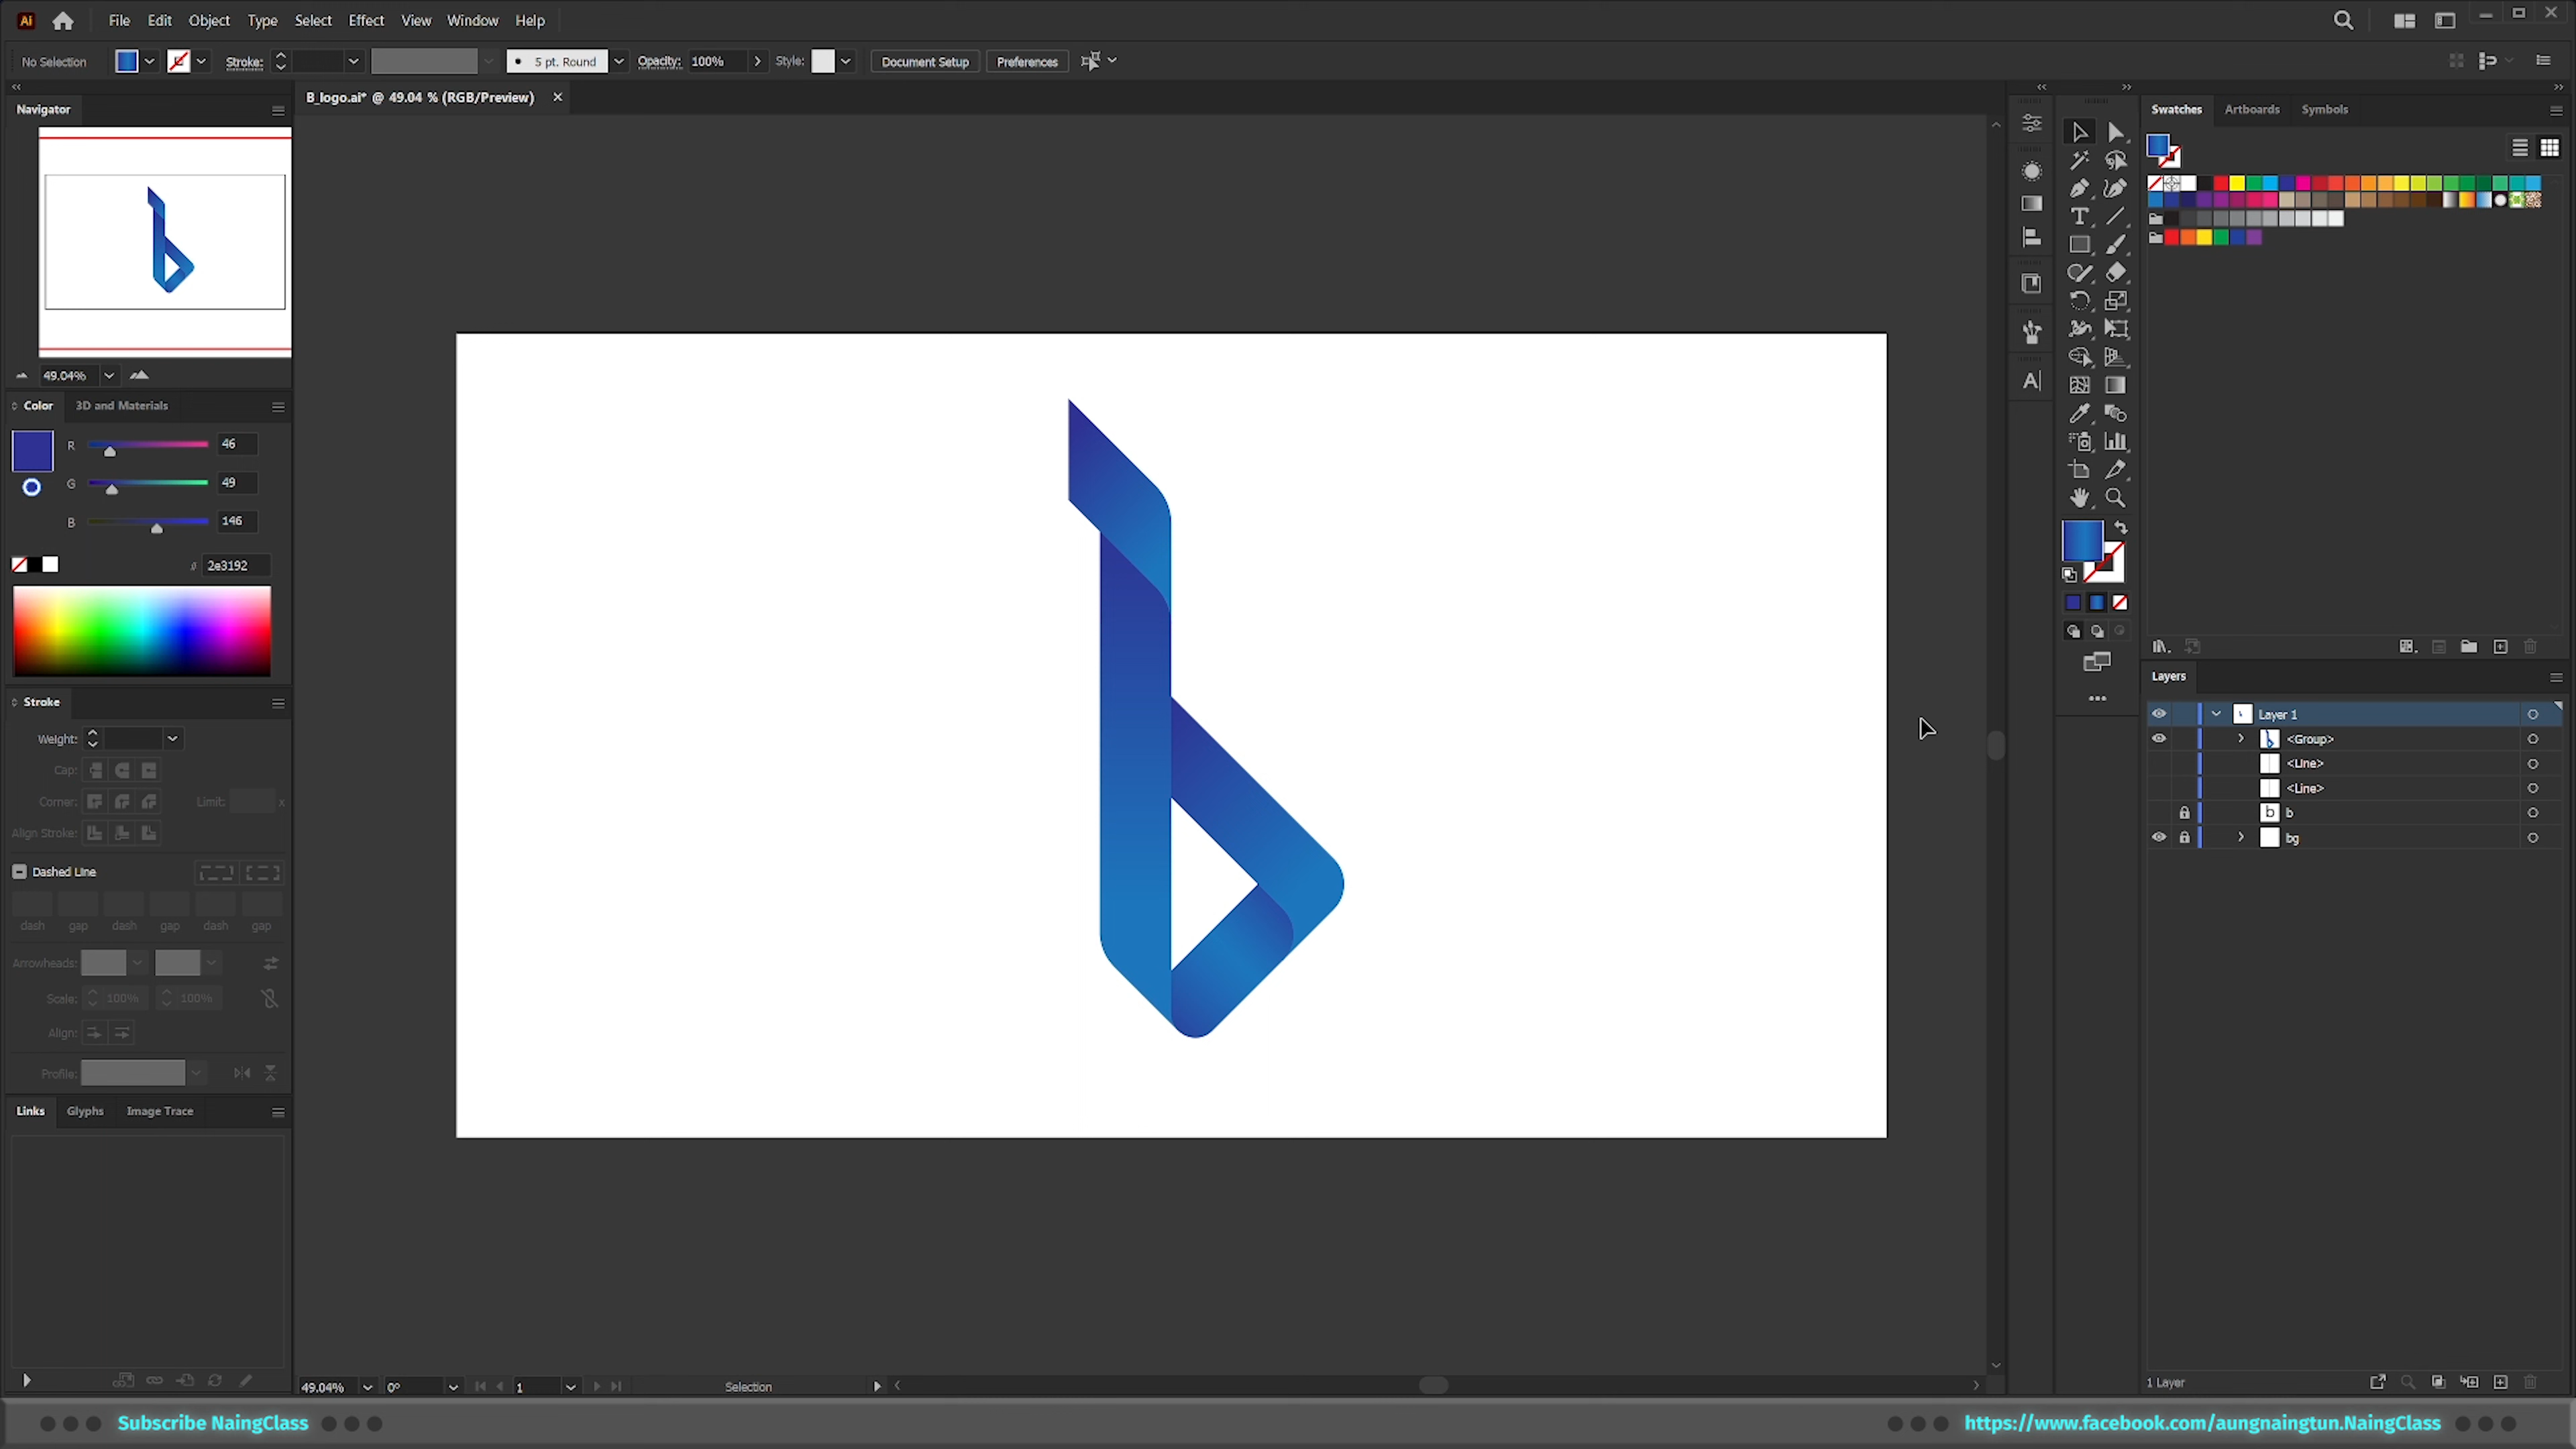 Ai File Edit Object Type Select Effect View Window Help
No Selection Stroke: 5 pt. Round Opacity: 100% Style: Document Setup Preferences
Navigator
B_logo.ai* @ 49.04 % (RGB/Preview)
Swatches Artboards Symbols
49.04%
Color 3D and Materials
R 46
G 49
B 146
# 2e3192
Stroke
Weight:
Cap:
Corner: Limit: x
Align Stroke:
Dashed Line
dash gap dash gap dash gap
Arrowheads:
Scale: 100% 100%
Align:
Profile:
Links Glyphs Image Trace
Layers
Layer 1
<Group>
<Line>
<Line>
b
bg
49.04% 0° 1 Selection
1 Layer
Subscribe NaingClass
https://www.facebook.com/aungnaingtun.NaingClass